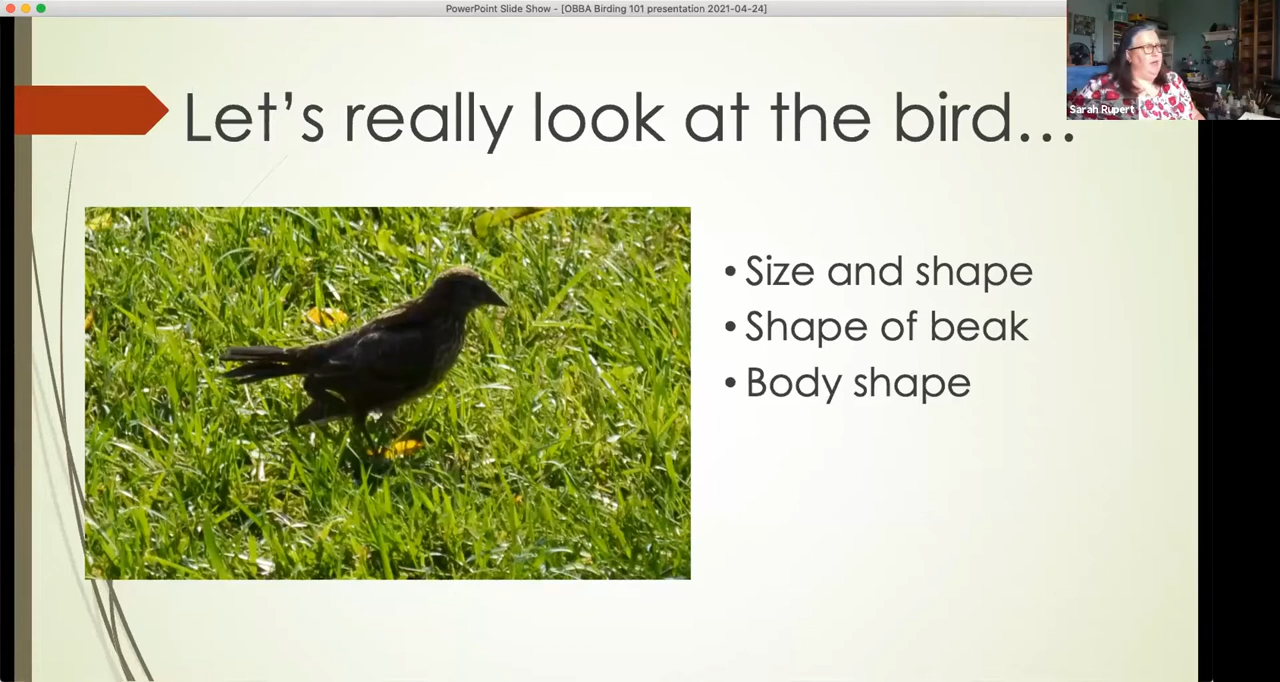 PowerPoint Slide Show - [OBBA Birding 101 presentation 2021-04-24]
Let's really look at the bird...
Sarah Rupert
• Size and shape
• Shape of beak
• Body shape